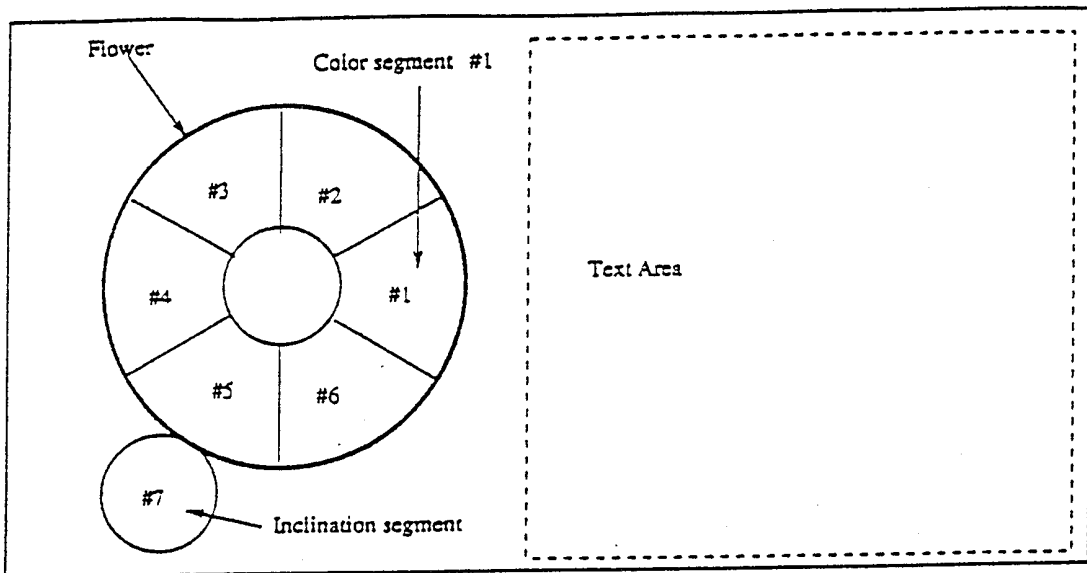 Flower
Color segment #1
#3
#2
Text Area
#4
#1
#5
#6
#7
Inclination segment